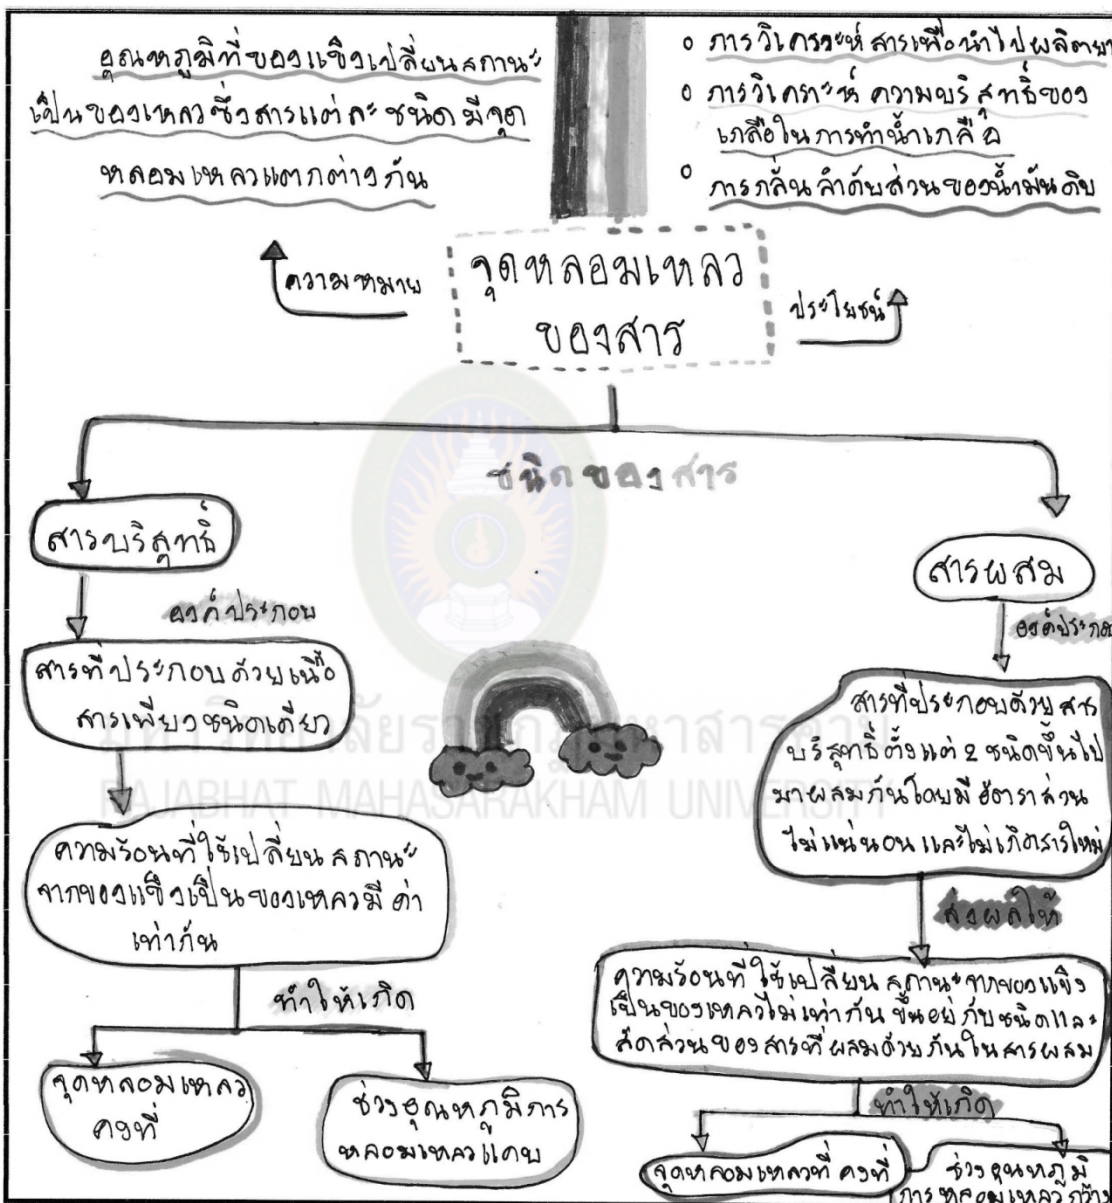 อุณหภูมิที่ของแข็งเปลี่ยนสถานะ
เป็นของเหลวซึ่งสารแต่ละชนิดมีจุด
หลอมเหลวแตกต่างกัน
การวิเคราะห์สารเพื่อนำไปผลิตยา
การวิเคราะห์ความบริสุทธิ์ของ
เกลือในการทำน้ำเกลือ
การกลั่นลำดับส่วนของน้ำมันดิบ
ความหมาย
จุดหลอมเหลว
ของสาร
ประโยชน์
ชนิดของสาร
สารบริสุทธิ์
องค์ประกอบ
สารที่ประกอบด้วยเนื้อ
สารเพียงชนิดเดียว
ความร้อนที่ใช้เปลี่ยนสถานะ
จากของแข็งเป็นของเหลวมีค่า
เท่ากัน
ทำให้เกิด
จุดหลอมเหลว
คงที่
ช่วงอุณหภูมิการ
หลอมเหลวแคบ
สารผสม
องค์ประกอ
สารที่ประกอบด้วยสาร
บริสุทธิ์ตั้งแต่ 2 ชนิดขึ้นไป
มาผสมกันโดยมีอัตราส่วน
ไม่แน่นอนและไม่เกิดสารใหม่
ส่งผลให้
ความร้อนที่ใช้เปลี่ยนสถานะจากของแข็ง
เป็นของเหลวไม่เท่ากัน ขึ้นอยู่กับชนิดและ
สัดส่วนของสารที่ผสมด้วยกันในสารผสม
ทำให้เกิด
จุดหลอมเหลวที่คงที่
ช่วงอุณหภูมิ
การหลอมเหลวกว้าง
RAJABHAT MAHASARAKHAM UNIVERSITY